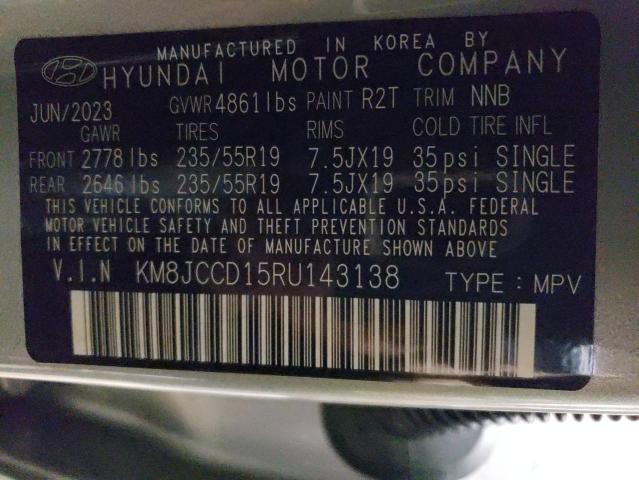 MANUFACTURED IN KOREA BY
HYUNDAI MOTOR COMPANY
JUN/2023 GVWR 4861lbs PAINT R2T TRIM NNB
GAWR TIRES RIMS COLD TIRE INFL
FRONT 2778 lbs 235/55R19 7.5JX19 35psi SINGLE
REAR 2646 lbs 235/55R19 7.5JX19 35psi SINGLE
THIS VEHICLE CONFORMS TO ALL APPLICABLE U.S.A. FEDERAL
MOTOR VEHICLE SAFETY AND THEFT PREVENTION STANDARDS
IN EFFECT ON THE DATE OF MANUFACTURE SHOWN ABOVE
V.I.N KM8JCCD15RU143138 TYPE : MPV